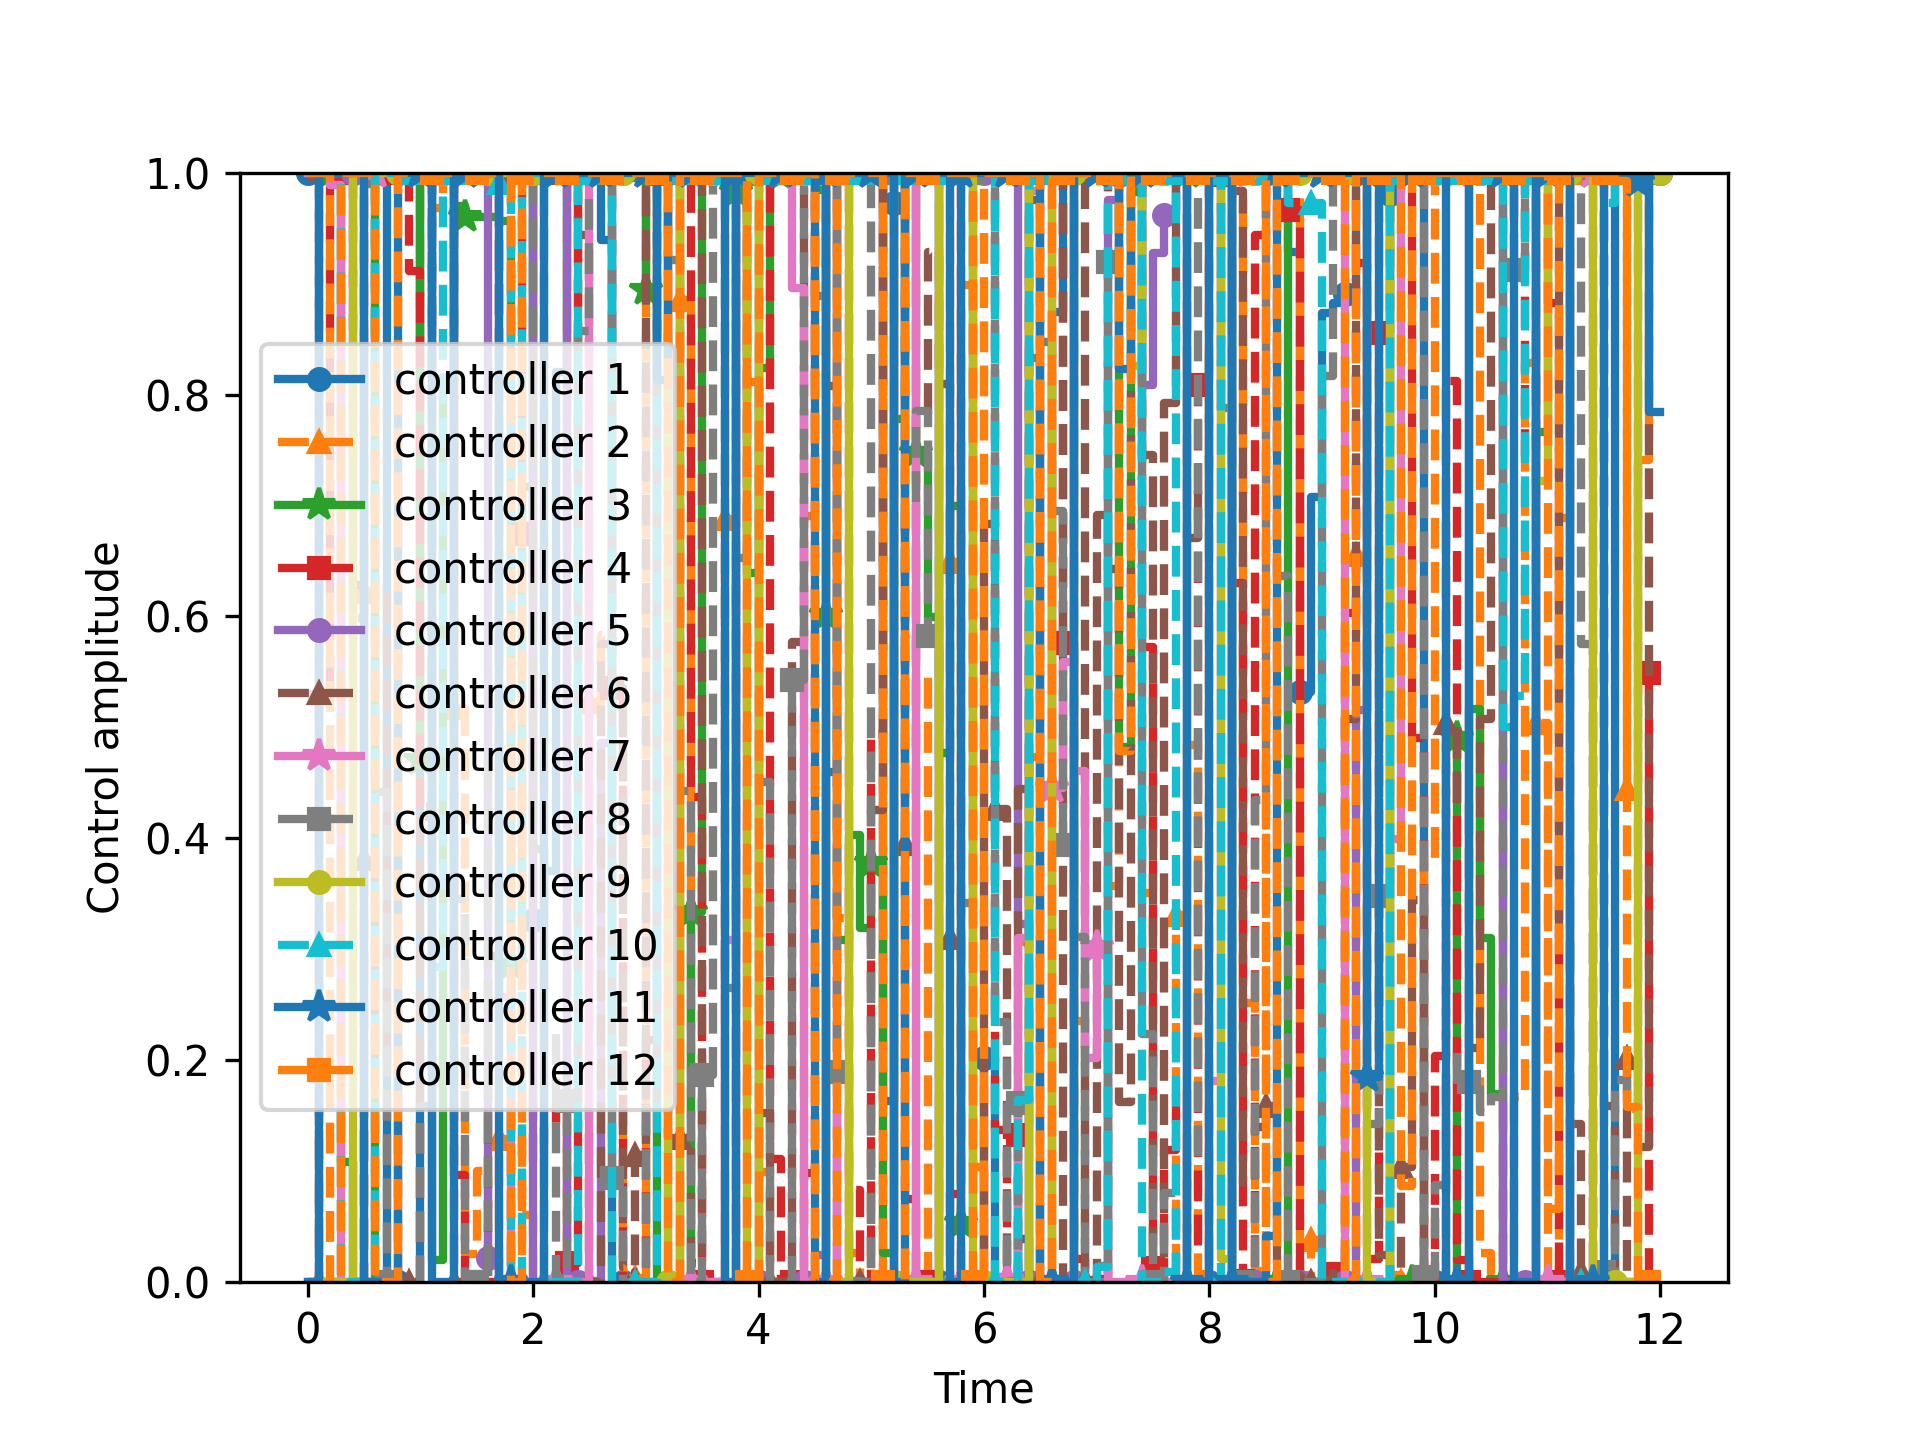 1.0
0.8
0.6
0.4
0.2
0.0
Control amplitude
controller 1
controller 2
controller 3
controller 4
controller 5
controller 6
controller 7
controller 8
controller 9
controller 10
controller 11
controller 12
0 2 4 6 8 10 12
Time